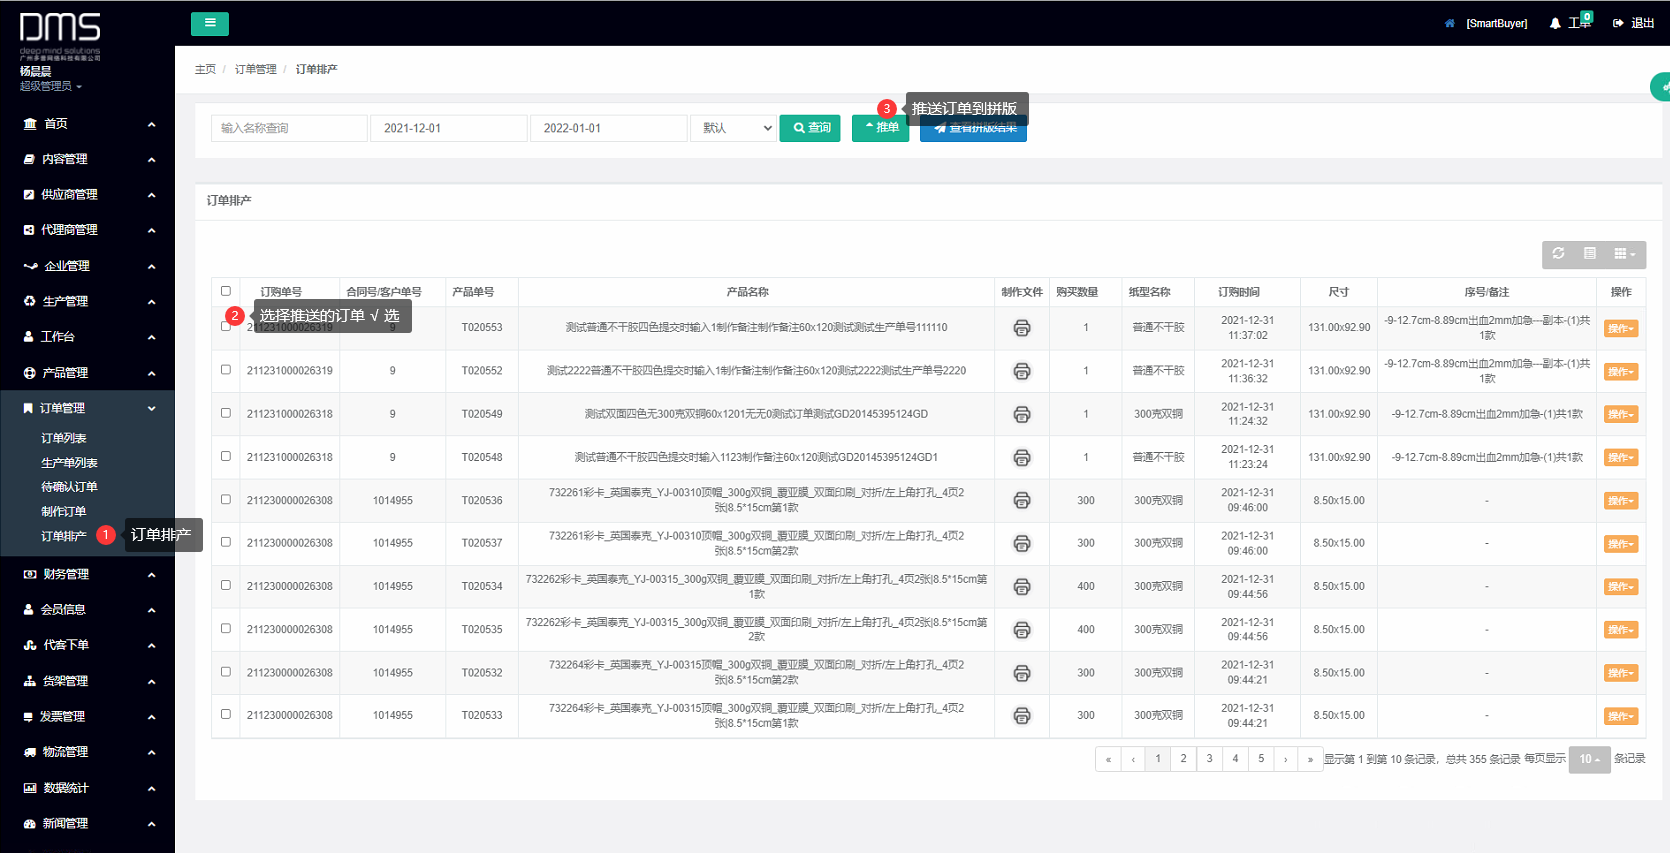 DMS
deep mind solutions
广州多普网络科技有限公司
杨晨晨
超级管理员
首页
内容管理
供应商管理
代理商管理
企业管理
生产管理
工作台
产品管理
订单管理
订单列表
生产单列表
待确认订单
制作订单
订单排产
1
订单排产
财务管理
会员信息
代客下单
货架管理
发票管理
物流管理
数据统计
新闻管理
[SmartBuyer]
工单
0
退出
主页 / 订单管理 / 订单排产
输入名称查询
2021-12-01
2022-01-01
默认
查询
推单
查看拼版结果
3
推送订单到拼版
订单排产
订购单号 合同号/客户单号 产品单号 产品名称 制作文件 购买数量 纸型名称 订购时间 尺寸 序号/备注 操作
2
选择推送的订单 √ 选
211231000026319 9 T020553 测试普通不干胶四色提交时输入1制作备注制作备注60x120测试测试生产单号111110 1 普通不干胶 2021-12-31 11:37:02 131.00x92.90 -9-12.7cm-8.89cm出血2mm加急---副本-(1)共1款 操作
211231000026319 9 T020552 测试2222普通不干胶四色提交时输入1制作备注制作备注60x120测试2222测试生产单号2220 1 普通不干胶 2021-12-31 11:36:32 131.00x92.90 -9-12.7cm-8.89cm出血2mm加急---副本-(1)共1款 操作
211231000026318 9 T020549 测试双面四色无300克双铜60x1201无无0测试订单测试GD20145395124GD 1 300克双铜 2021-12-31 11:24:32 131.00x92.90 -9-12.7cm-8.89cm出血2mm加急-(1)共1款 操作
211231000026318 9 T020548 测试普通不干胶四色提交时输入1123制作备注60x120测试GD20145395124GD1 1 普通不干胶 2021-12-31 11:23:24 131.00x92.90 -9-12.7cm-8.89cm出血2mm加急-(1)共1款 操作
211230000026308 1014955 T020536 732261彩卡_英国泰克_YJ-00310顶帽_300g双铜_覆亚膜_双面印刷_对折/左上角打孔_4页2张|8.5*15cm第1款 300 300克双铜 2021-12-31 09:46:00 8.50x15.00 - 操作
211230000026308 1014955 T020537 732261彩卡_英国泰克_YJ-00310顶帽_300g双铜_覆亚膜_双面印刷_对折/左上角打孔_4页2张|8.5*15cm第2款 300 300克双铜 2021-12-31 09:46:00 8.50x15.00 - 操作
211230000026308 1014955 T020534 732262彩卡_英国泰克_YJ-00315_300g双铜_覆亚膜_双面印刷_对折/左上角打孔_4页2张|8.5*15cm第1款 400 300克双铜 2021-12-31 09:44:56 8.50x15.00 - 操作
211230000026308 1014955 T020535 732262彩卡_英国泰克_YJ-00315_300g双铜_覆亚膜_双面印刷_对折/左上角打孔_4页2张|8.5*15cm第2款 400 300克双铜 2021-12-31 09:44:56 8.50x15.00 - 操作
211230000026308 1014955 T020532 732264彩卡_英国泰克_YJ-00315顶帽_300g双铜_覆亚膜_双面印刷_对折/左上角打孔_4页2张|8.5*15cm第2款 300 300克双铜 2021-12-31 09:44:21 8.50x15.00 - 操作
211230000026308 1014955 T020533 732264彩卡_英国泰克_YJ-00315顶帽_300g双铜_覆亚膜_双面印刷_对折/左上角打孔_4页2张|8.5*15cm第1款 300 300克双铜 2021-12-31 09:44:21 8.50x15.00 - 操作
« ‹ 1 2 3 4 5 › » 显示第 1 到第 10 条记录，总共 355 条记录 每页显示 10 条记录